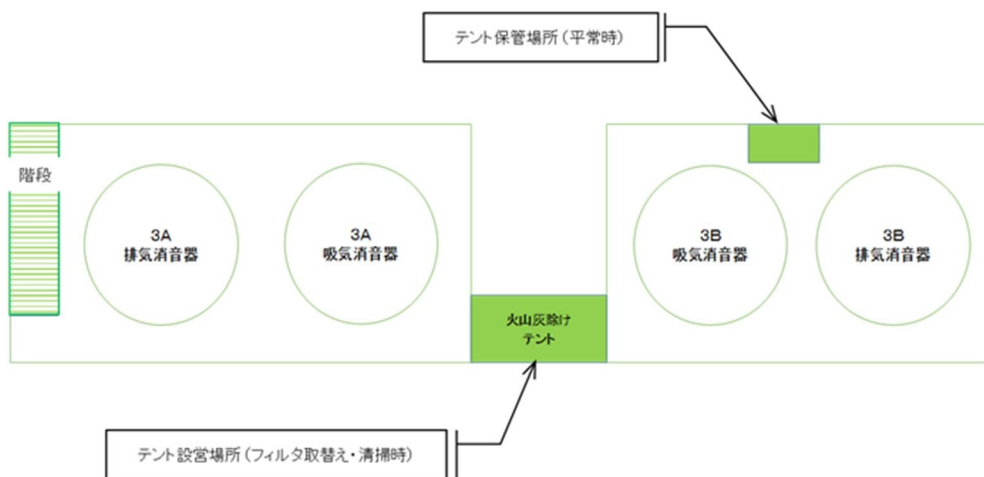 テント保管場所（平常時）
階段
3A
排気消音器
3A
吸気消音器
3B
吸気消音器
3B
排気消音器
火山灰除け
テント
テント設営場所（フィルタ取替え・清掃時）